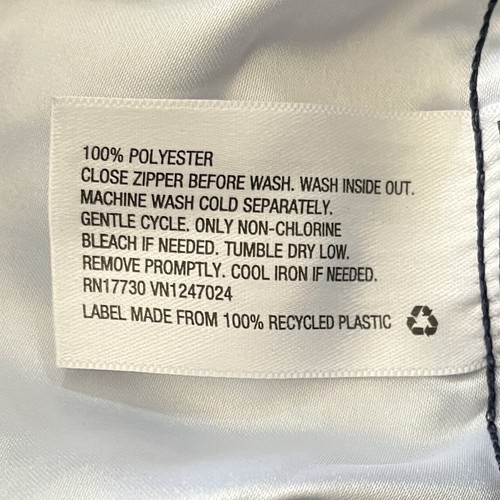 100% POLYESTER
CLOSE ZIPPER BEFORE WASH. WASH INSIDE OUT.
MACHINE WASH COLD SEPARATELY.
GENTLE CYCLE. ONLY NON-CHLORINE
BLEACH IF NEEDED. TUMBLE DRY LOW.
REMOVE PROMPTLY. COOL IRON IF NEEDED.
RN17730 VN1247024
LABEL MADE FROM 100% RECYCLED PLASTIC